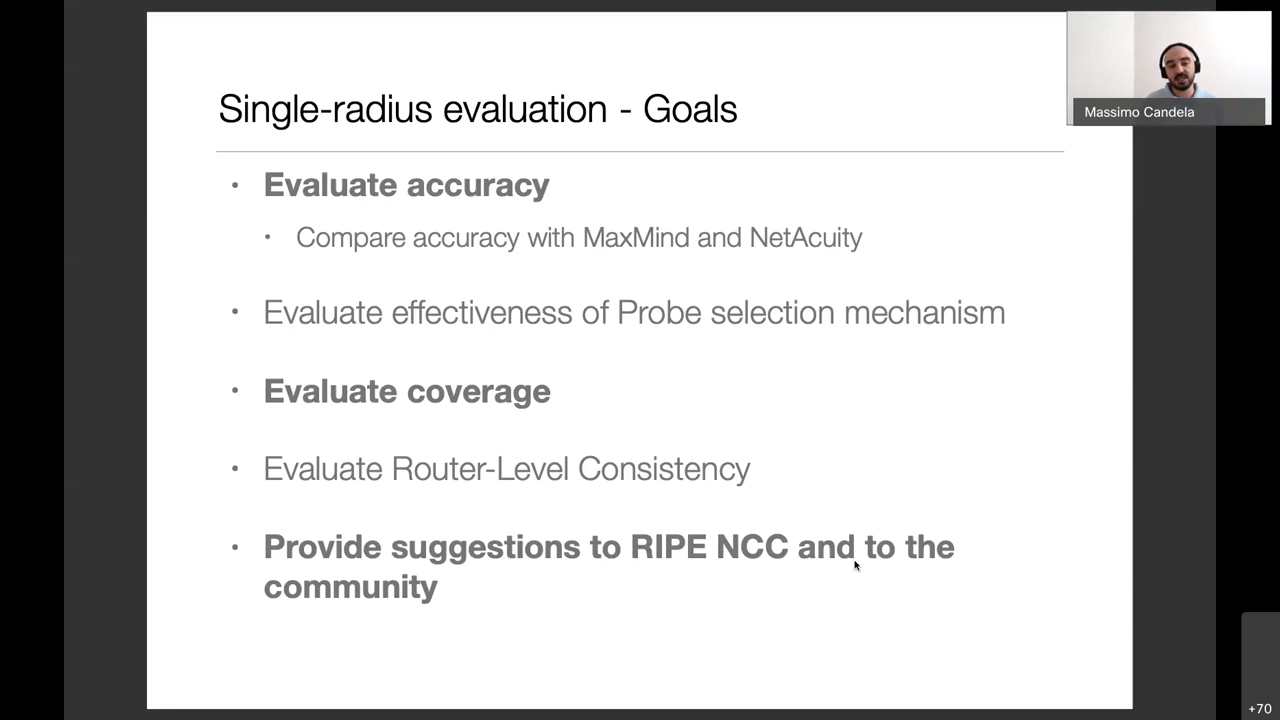 Single-radius evaluation - Goals
Massimo Candela
• Evaluate accuracy
• Compare accuracy with MaxMind and NetAcuity
• Evaluate effectiveness of Probe selection mechanism
• Evaluate coverage
• Evaluate Router-Level Consistency
• Provide suggestions to RIPE NCC and to the
community
+70